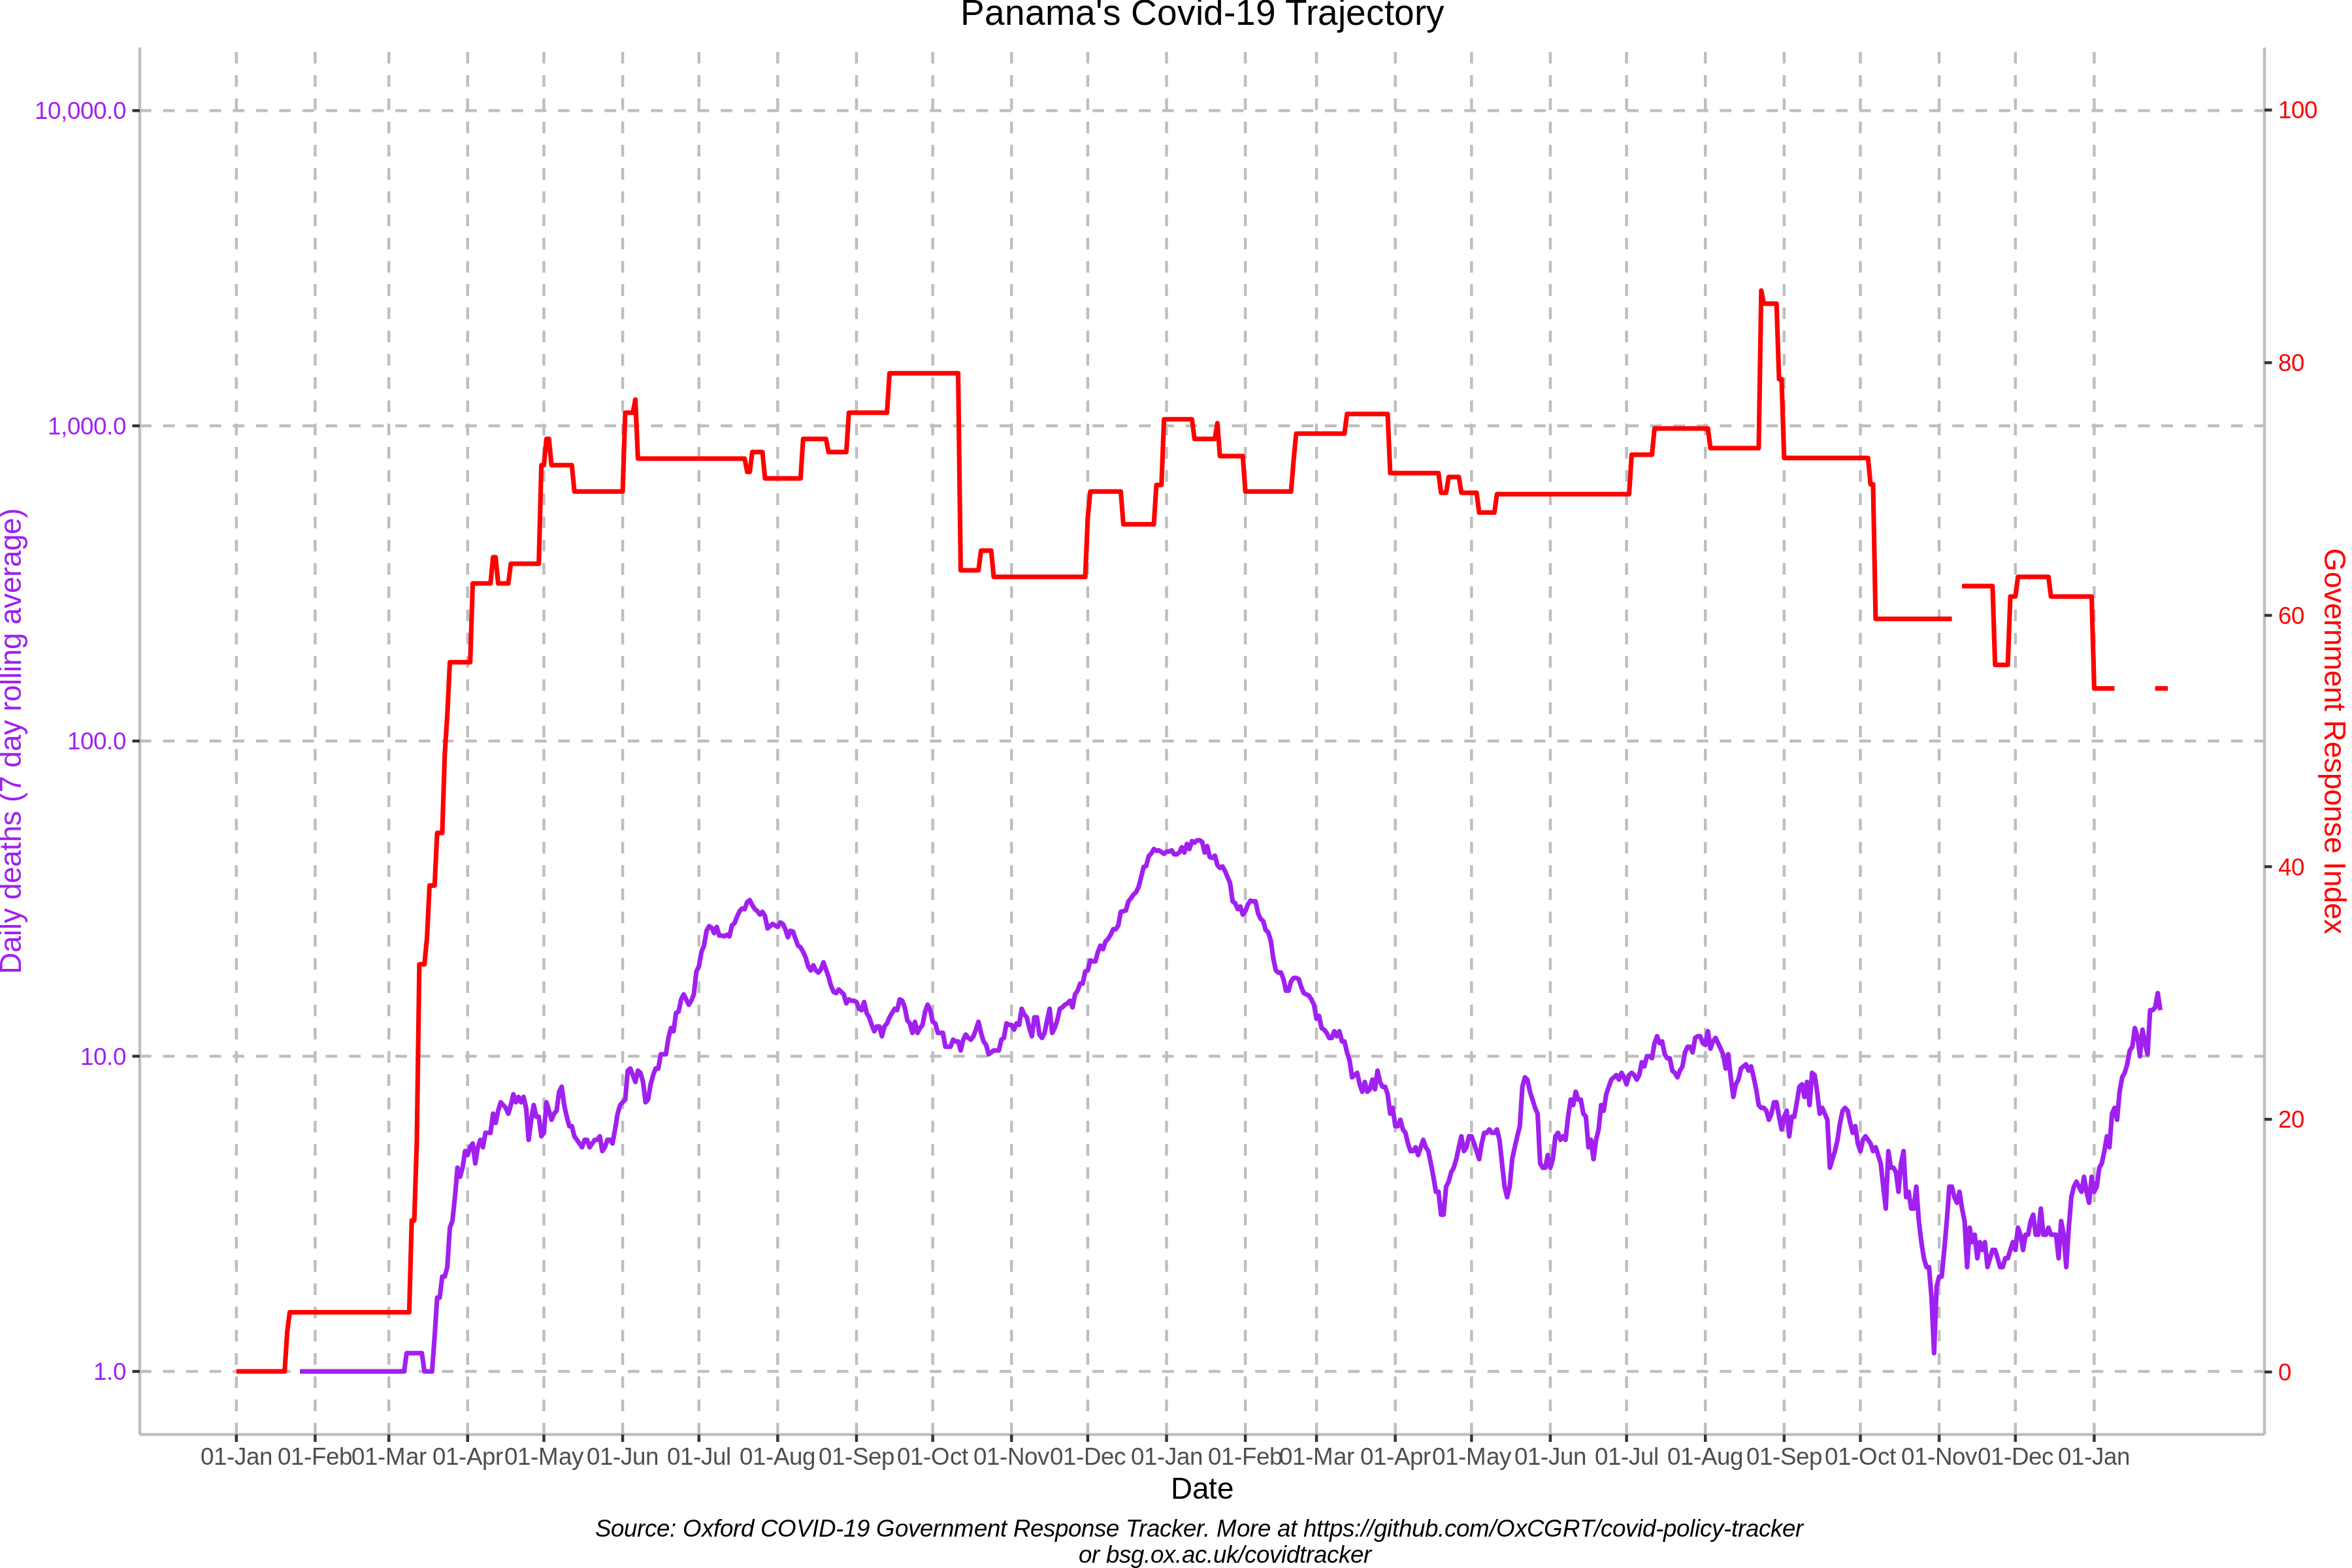 Panama's Covid-19 Trajectory
10,000.0
1,000.0
100.0
10.0
1.0
Daily deaths (7 day rolling average)
100
80
60
40
20
0
Government Response Index
01-Jan 01-Feb 01-Mar 01-Apr 01-May 01-Jun 01-Jul 01-Aug 01-Sep 01-Oct 01-Nov 01-Dec 01-Jan 01-Feb 01-Mar 01-Apr 01-May 01-Jun 01-Jul 01-Aug 01-Sep 01-Oct 01-Nov 01-Dec 01-Jan
Date
Source: Oxford COVID-19 Government Response Tracker. More at https://github.com/OxCGRT/covid-policy-tracker
or bsg.ox.ac.uk/covidtracker